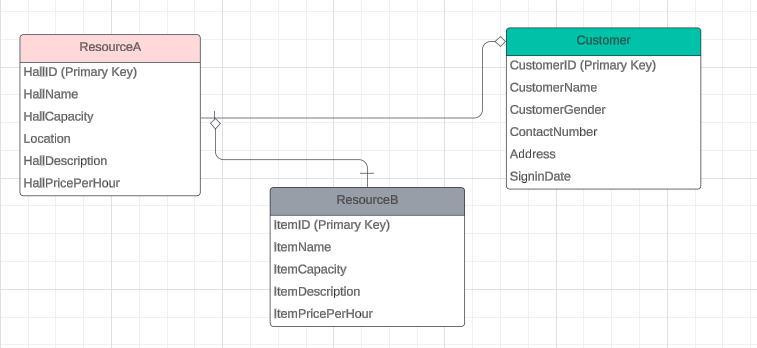 ResourceA
HallID (Primary Key)
HallName
HallCapacity
Location
HallDescription
HallPricePerHour
Customer
CustomerID (Primary Key)
CustomerName
CustomerGender
ContactNumber
Address
SigninDate
ResourceB
ItemID (Primary Key)
ItemName
ItemCapacity
ItemDescription
ItemPricePerHour